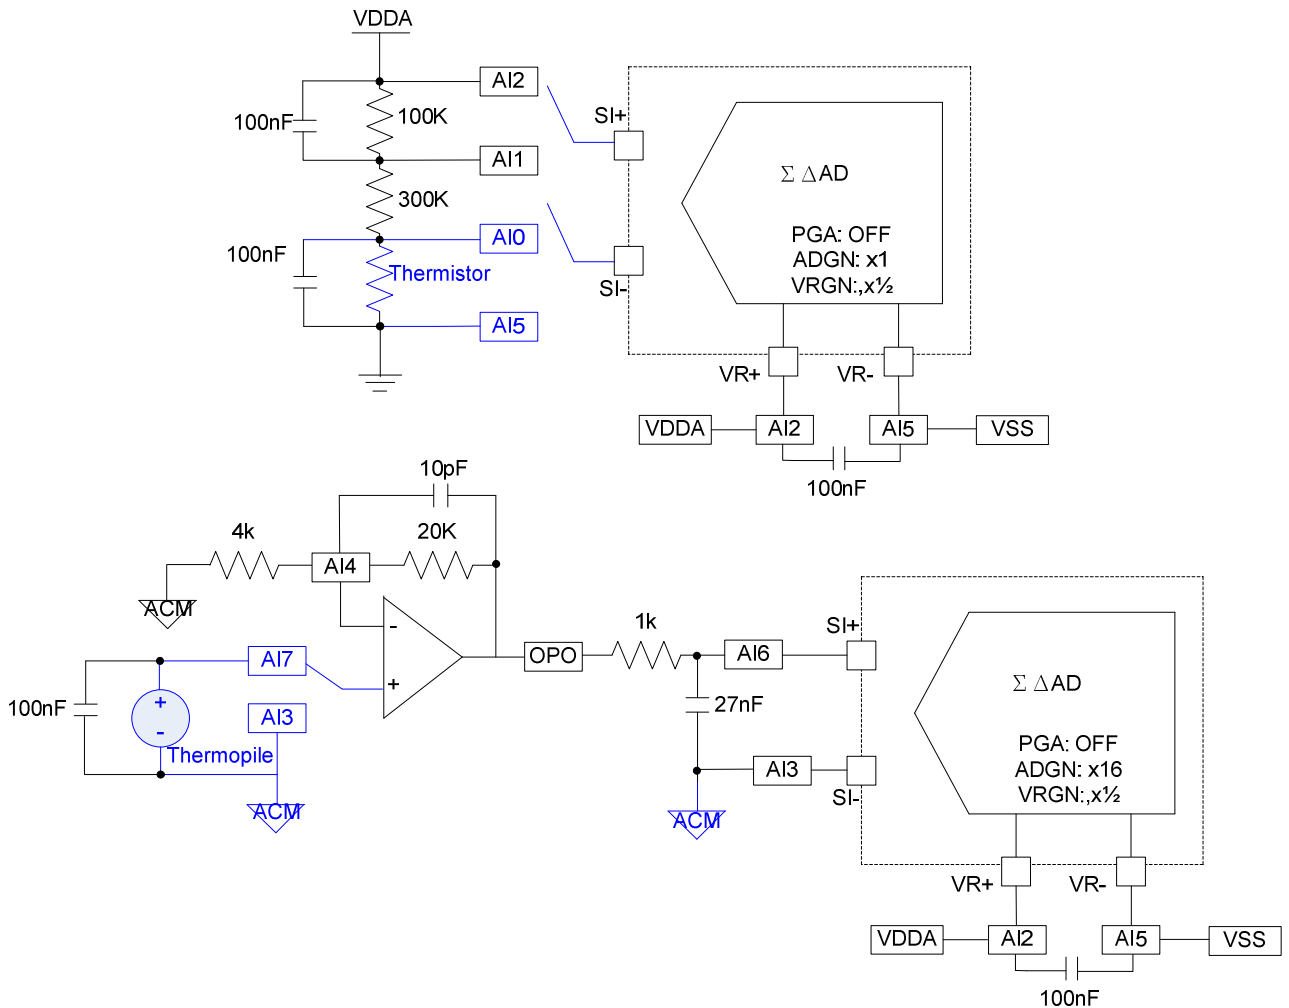 VDDA
AI2
100nF
100K
SI+
AI1
Σ ΔAD
300K
PGA: OFF
ADGN: x1
VRGN:,x½
AI0
100nF
Thermistor
SI-
AI5
VR+
VR-
VDDA
AI2
AI5
VSS
100nF
10pF
4k
20K
AI4
ACM
-
1k
SI+
AI7
OPO
AI6
+
100nF
+
-
AI3
27nF
Σ ΔAD
Thermopile
PGA: OFF
ADGN: x16
VRGN:,x½
AI3
SI-
ACM
ACM
VR+
VR-
VDDA
AI2
AI5
VSS
100nF